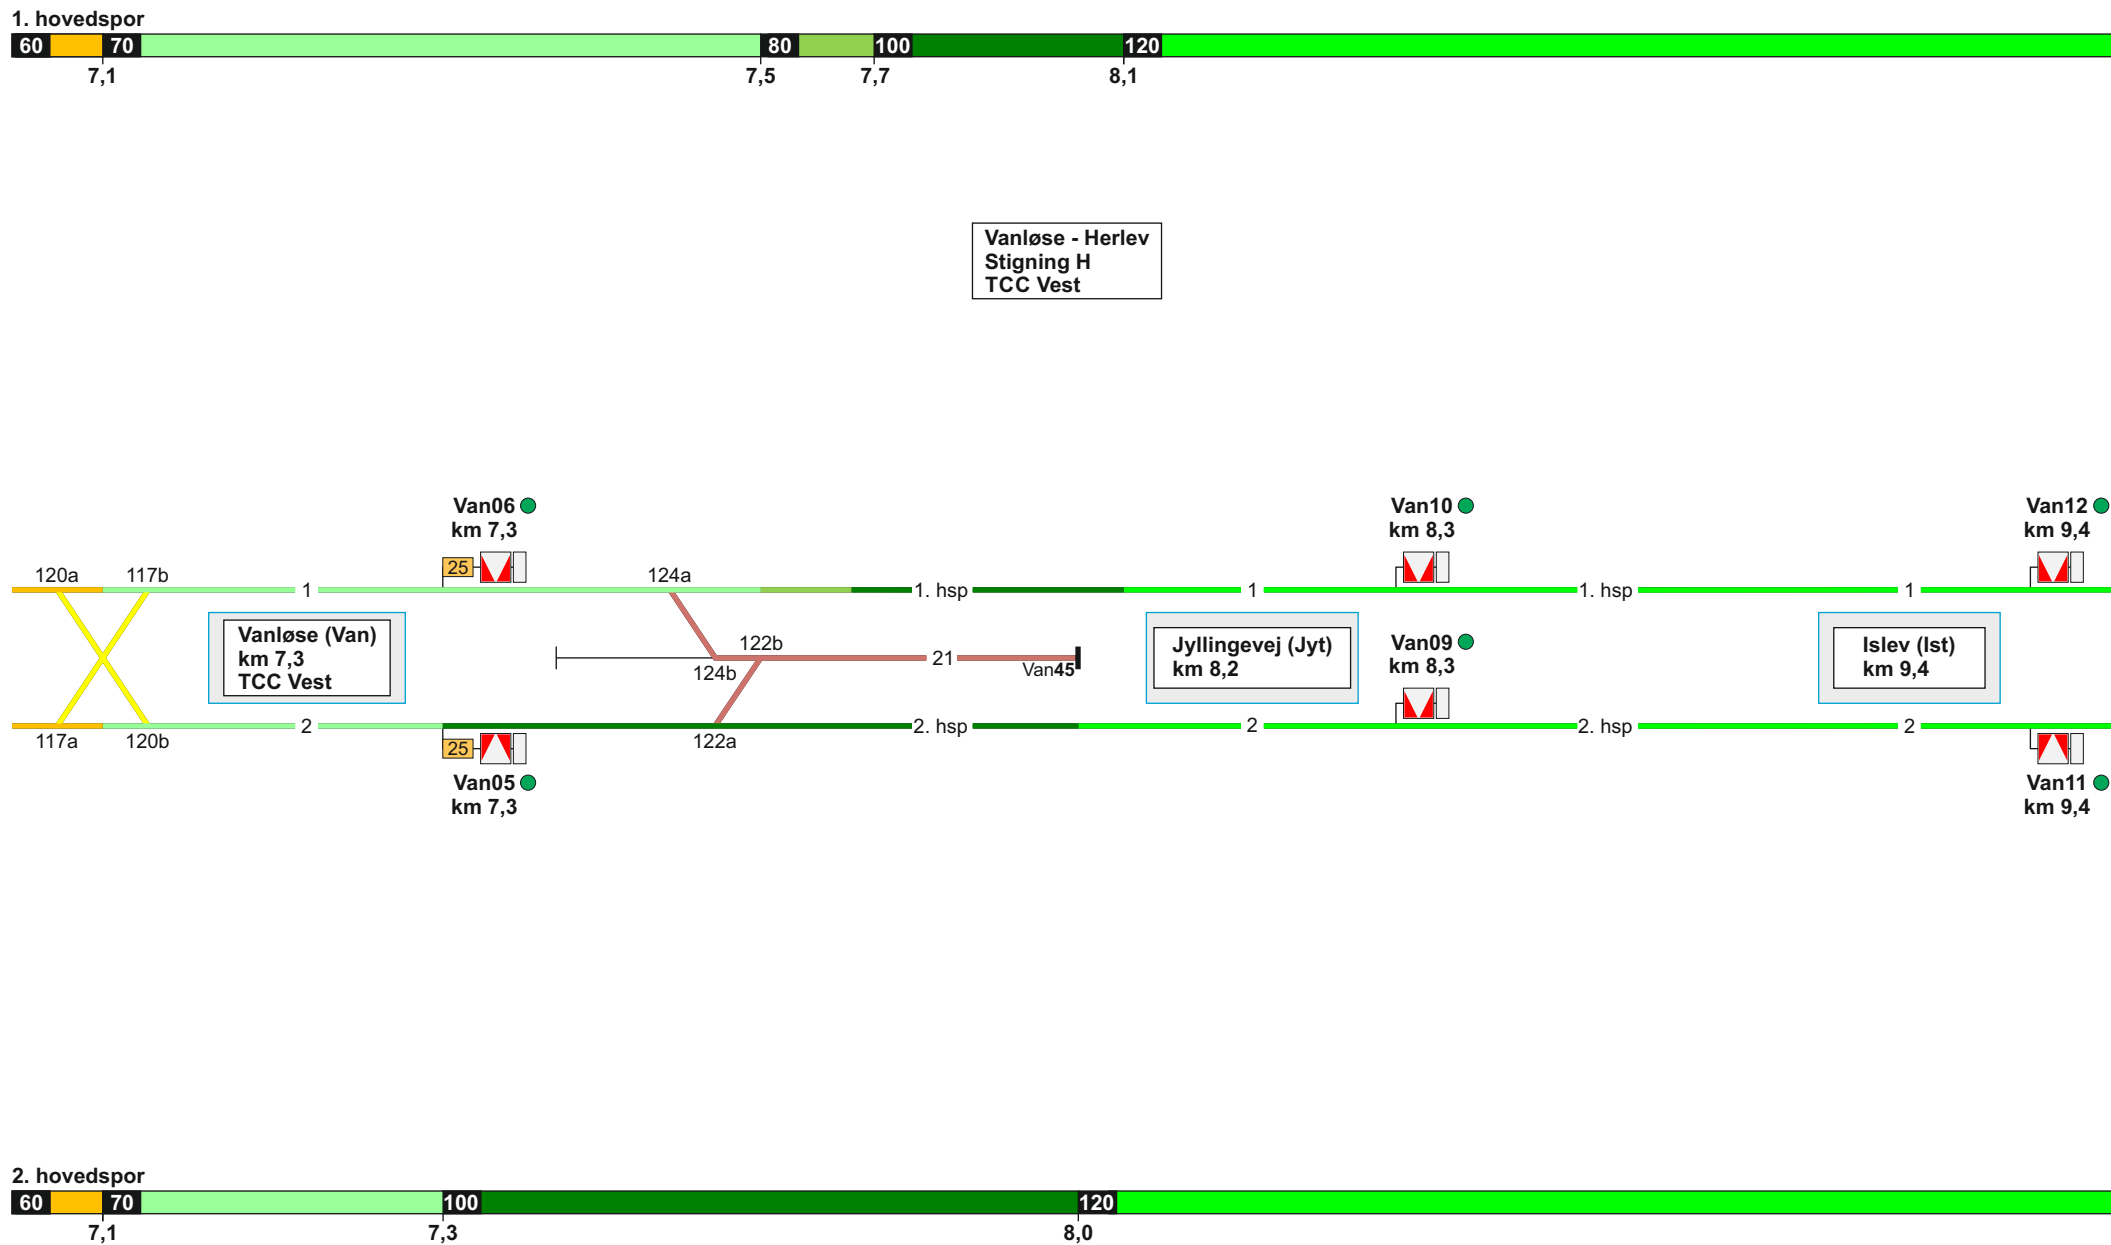 1. hovedspor
60 70 80 100 120
7,1 7,5 7,7 8,1
Vanløse - Herlev
Stigning H
TCC Vest
Van06
km 7,3
25
Van10
km 8,3
Van12
km 9,4
120a 117b 124a
1 1. hsp 1 1. hsp 1
Vanløse (Van)
km 7,3
TCC Vest
122b
124b
21
Van45
Jyllingevej (Jyt)
km 8,2
Van09
km 8,3
Islev (Ist)
km 9,4
2 2. hsp 2 2. hsp 2
117a 120b 122a
25
Van05
km 7,3
Van11
km 9,4
2. hovedspor
60 70 100 120
7,1 7,3 8,0